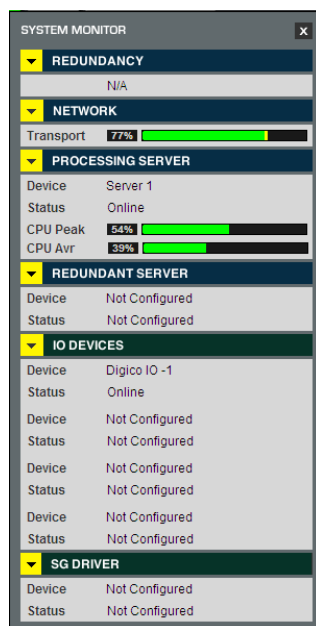 SYSTEM MONITOR x
REDUNDANCY
N/A
NETWORK
Transport 77%
PROCESSING SERVER
Device Server 1
Status Online
CPU Peak 54%
CPU Avr 39%
REDUNDANT SERVER
Device Not Configured
Status Not Configured
IO DEVICES
Device Digico IO -1
Status Online
Device Not Configured
Status Not Configured
Device Not Configured
Status Not Configured
Device Not Configured
Status Not Configured
SG DRIVER
Device Not Configured
Status Not Configured